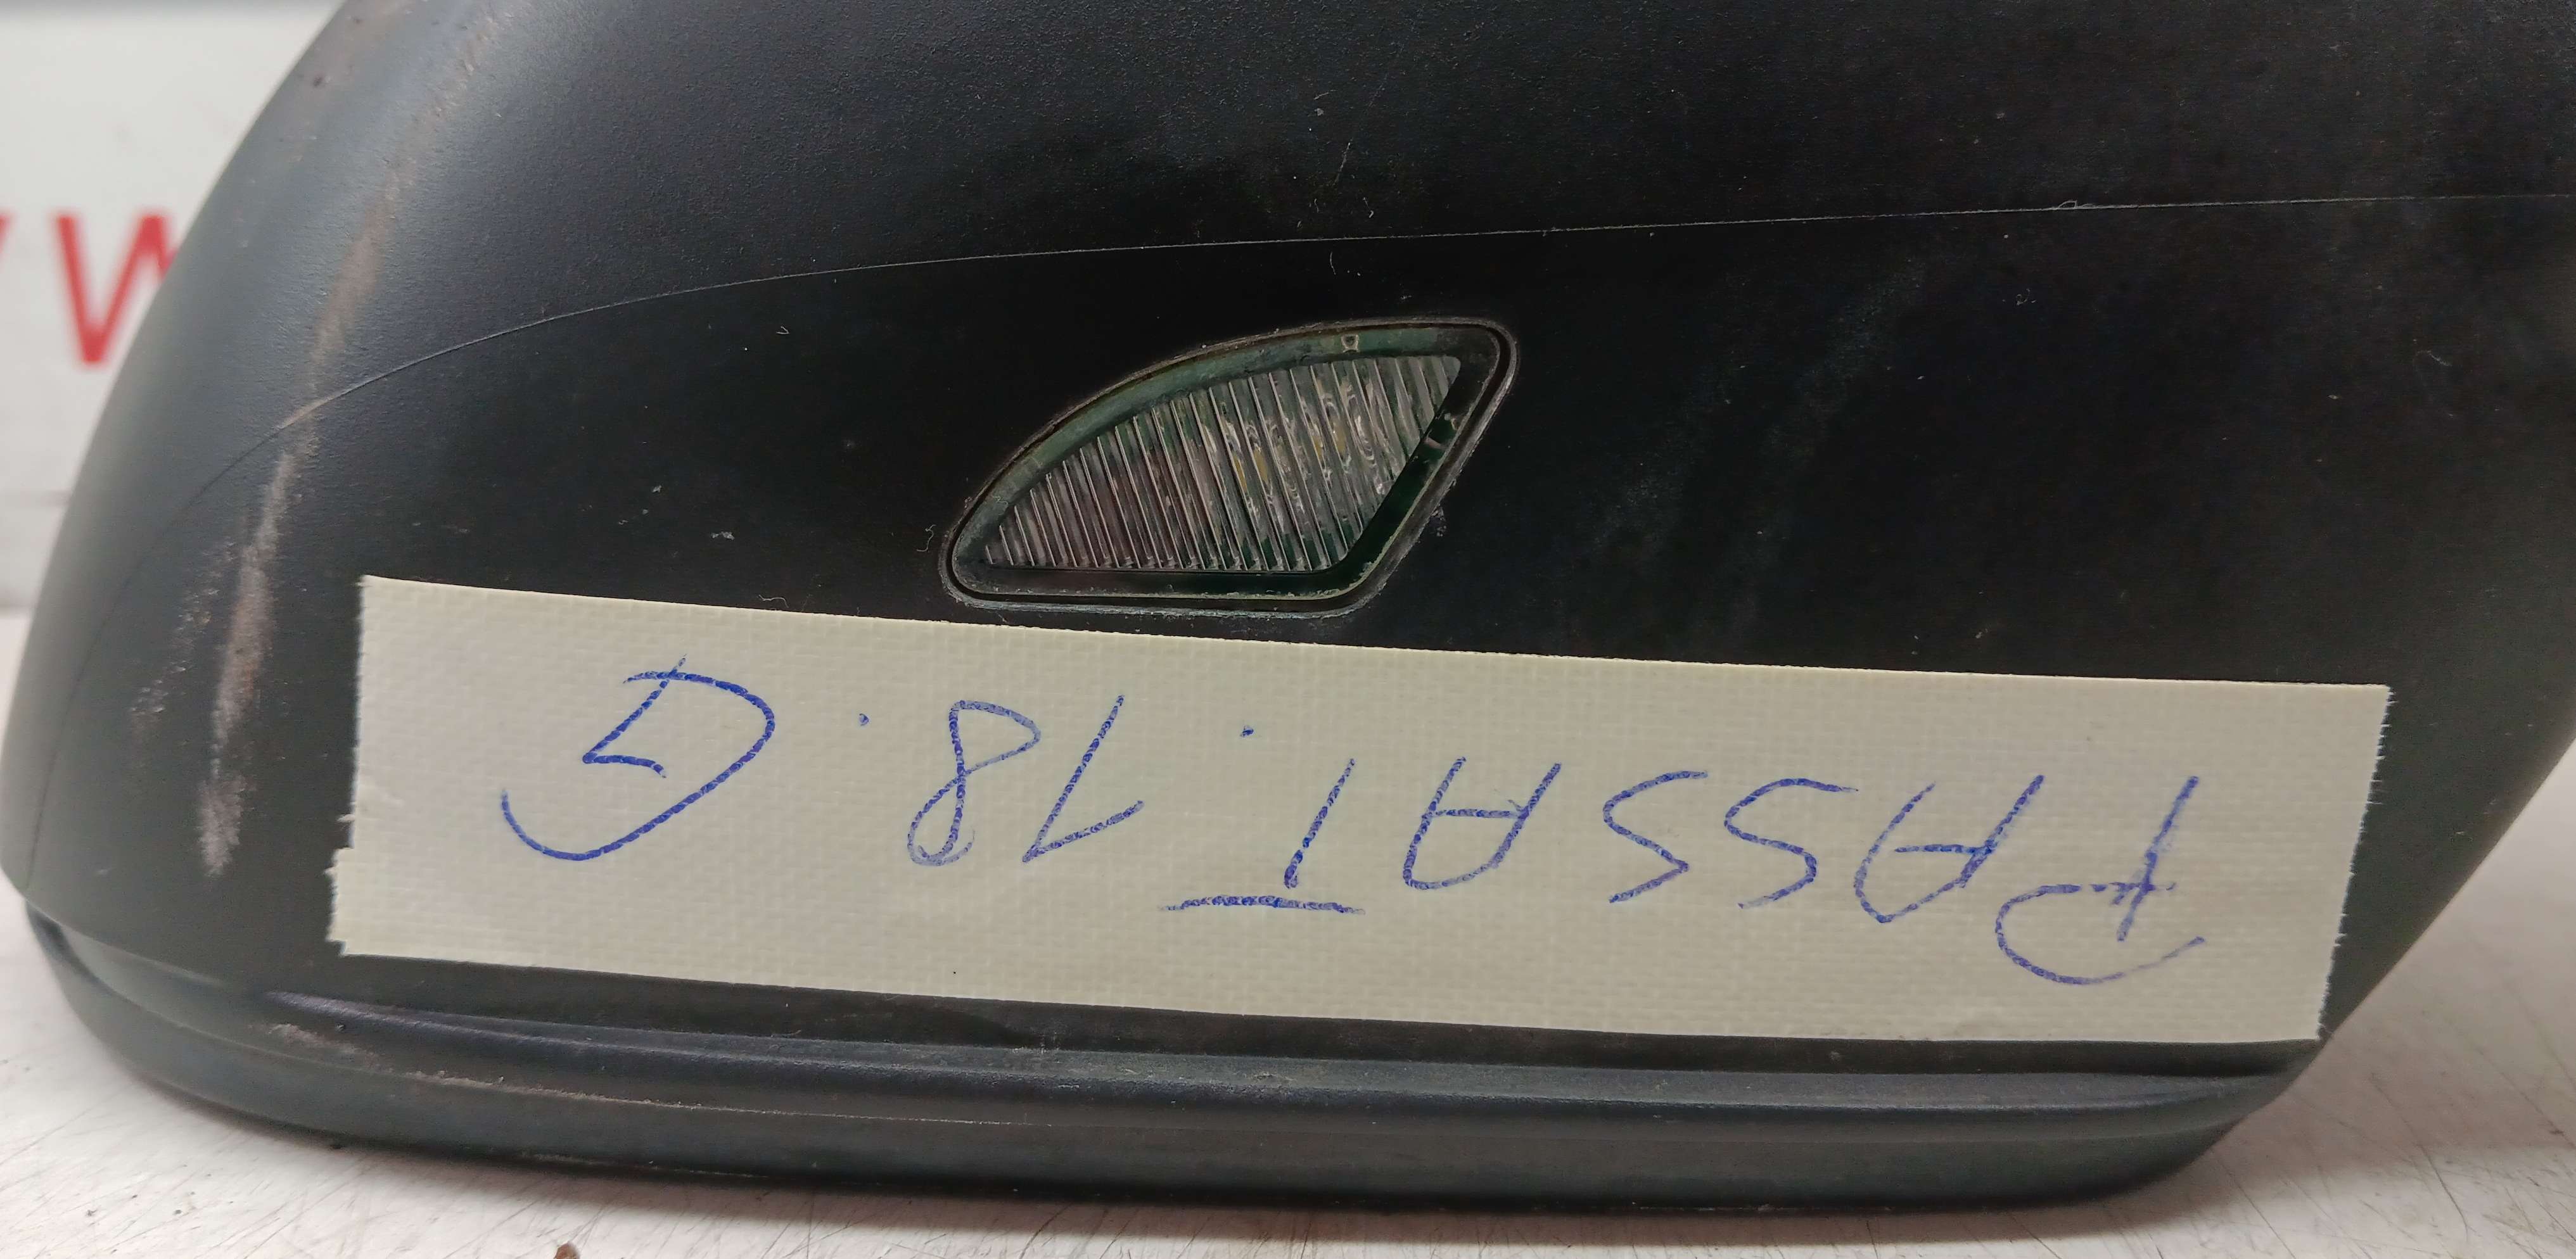 W
PASSAT. 18. G